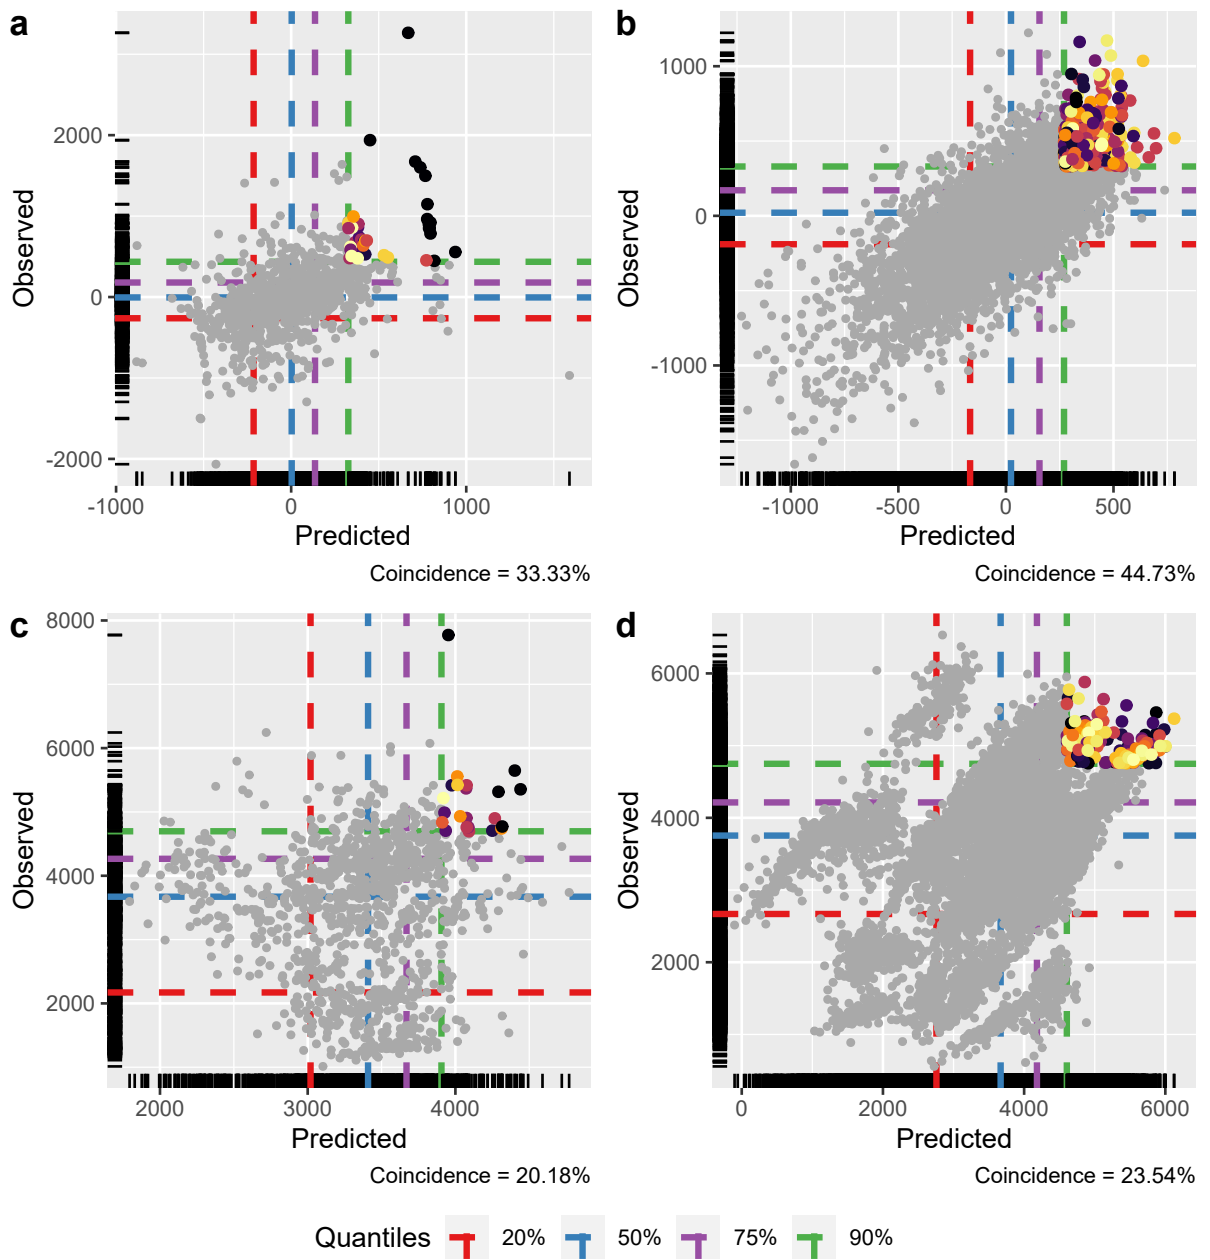 a
Observed
2000
0
-2000
-1000 0 1000
Predicted
Coincidence = 33.33%
b
Observed
1000
0
-1000
-1000 -500 0 500
Predicted
Coincidence = 44.73%
c
Observed
8000
6000
4000
2000
2000 3000 4000
Predicted
Coincidence = 20.18%
d
Observed
6000
4000
2000
0 2000 4000 6000
Predicted
Coincidence = 23.54%
Quantiles 20% 50% 75% 90%